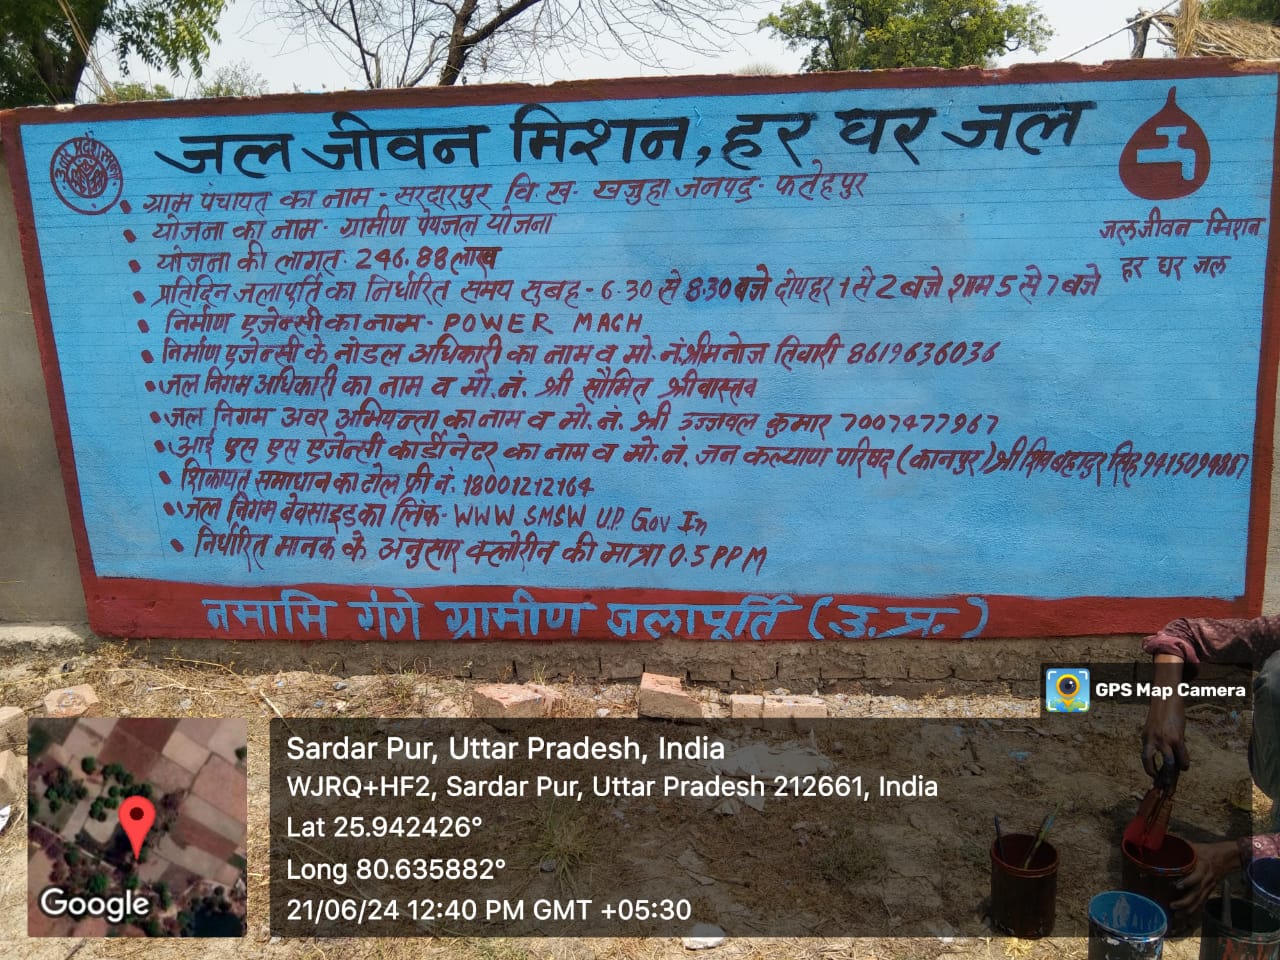 जल जीवन मिशन, हर घर जल
जल जीवन मिशन
हर घर जल
ग्राम पंचायत का नाम - सरदारपुर वि. ख. - खजुहा जनपद - फतेहपुर
योजना का नाम - ग्रामीण पेयजल योजना
योजना की लागत - 246.88 लाख
प्रतिदिन जलापूर्ति का निर्धारित समय सुबह - 6.30 से 8.30 बजे दोपहर 1 से 2 बजे शाम 5 से 7 बजे
निर्माण एजेन्सी का नाम - POWER MACH
निर्माण एजेन्सी के नोडल अधिकारी का नाम व मो. नं. श्री मनोज तिवारी 8619636036
जल निगम अधिकारी का नाम व मो. नं. श्री सौमित श्रीवास्तव
जल निगम अवर अभियन्ता का नाम व मो. नं. श्री उज्जवल कुमार 7007477967
आई एस एस एजेन्सी कार्डीनेटर का नाम व मो. नं. जन कल्याण परिषद (कानपुर) श्री शिव बहादुर सिंह
शिकायत समाधान का टोल फ्री नं. 18001212164
जल निगम बेवसाइड का लिंक - WWW SMSW U.P. Gov In
निर्धारित मानक के अनुसार क्लोरीन की मात्रा 0.5 PPM
नमामि गंगे ग्रामीण जलापूर्ति (उ. प्र.)
GPS Map Camera
Sardar Pur, Uttar Pradesh, India
WJRQ+HF2, Sardar Pur, Uttar Pradesh 212661, India
Lat 25.942426°
Long 80.635882°
21/06/24 12:40 PM GMT +05:30
Google